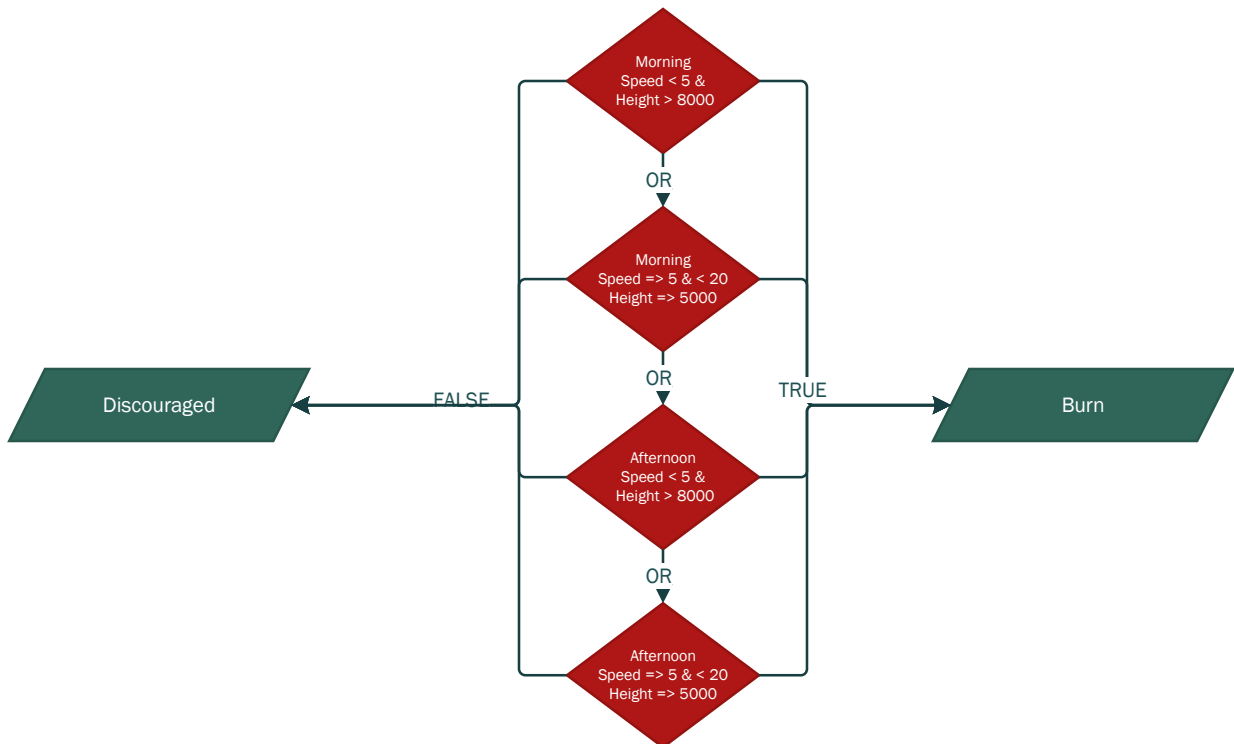 Morning
Speed < 5 &
Height > 8000
OR
Morning
Speed => 5 & < 20
Height => 5000
OR
Discouraged
FALSE
TRUE
Burn
Afternoon
Speed < 5 &
Height > 8000
OR
Afternoon
Speed => 5 & < 20
Height => 5000